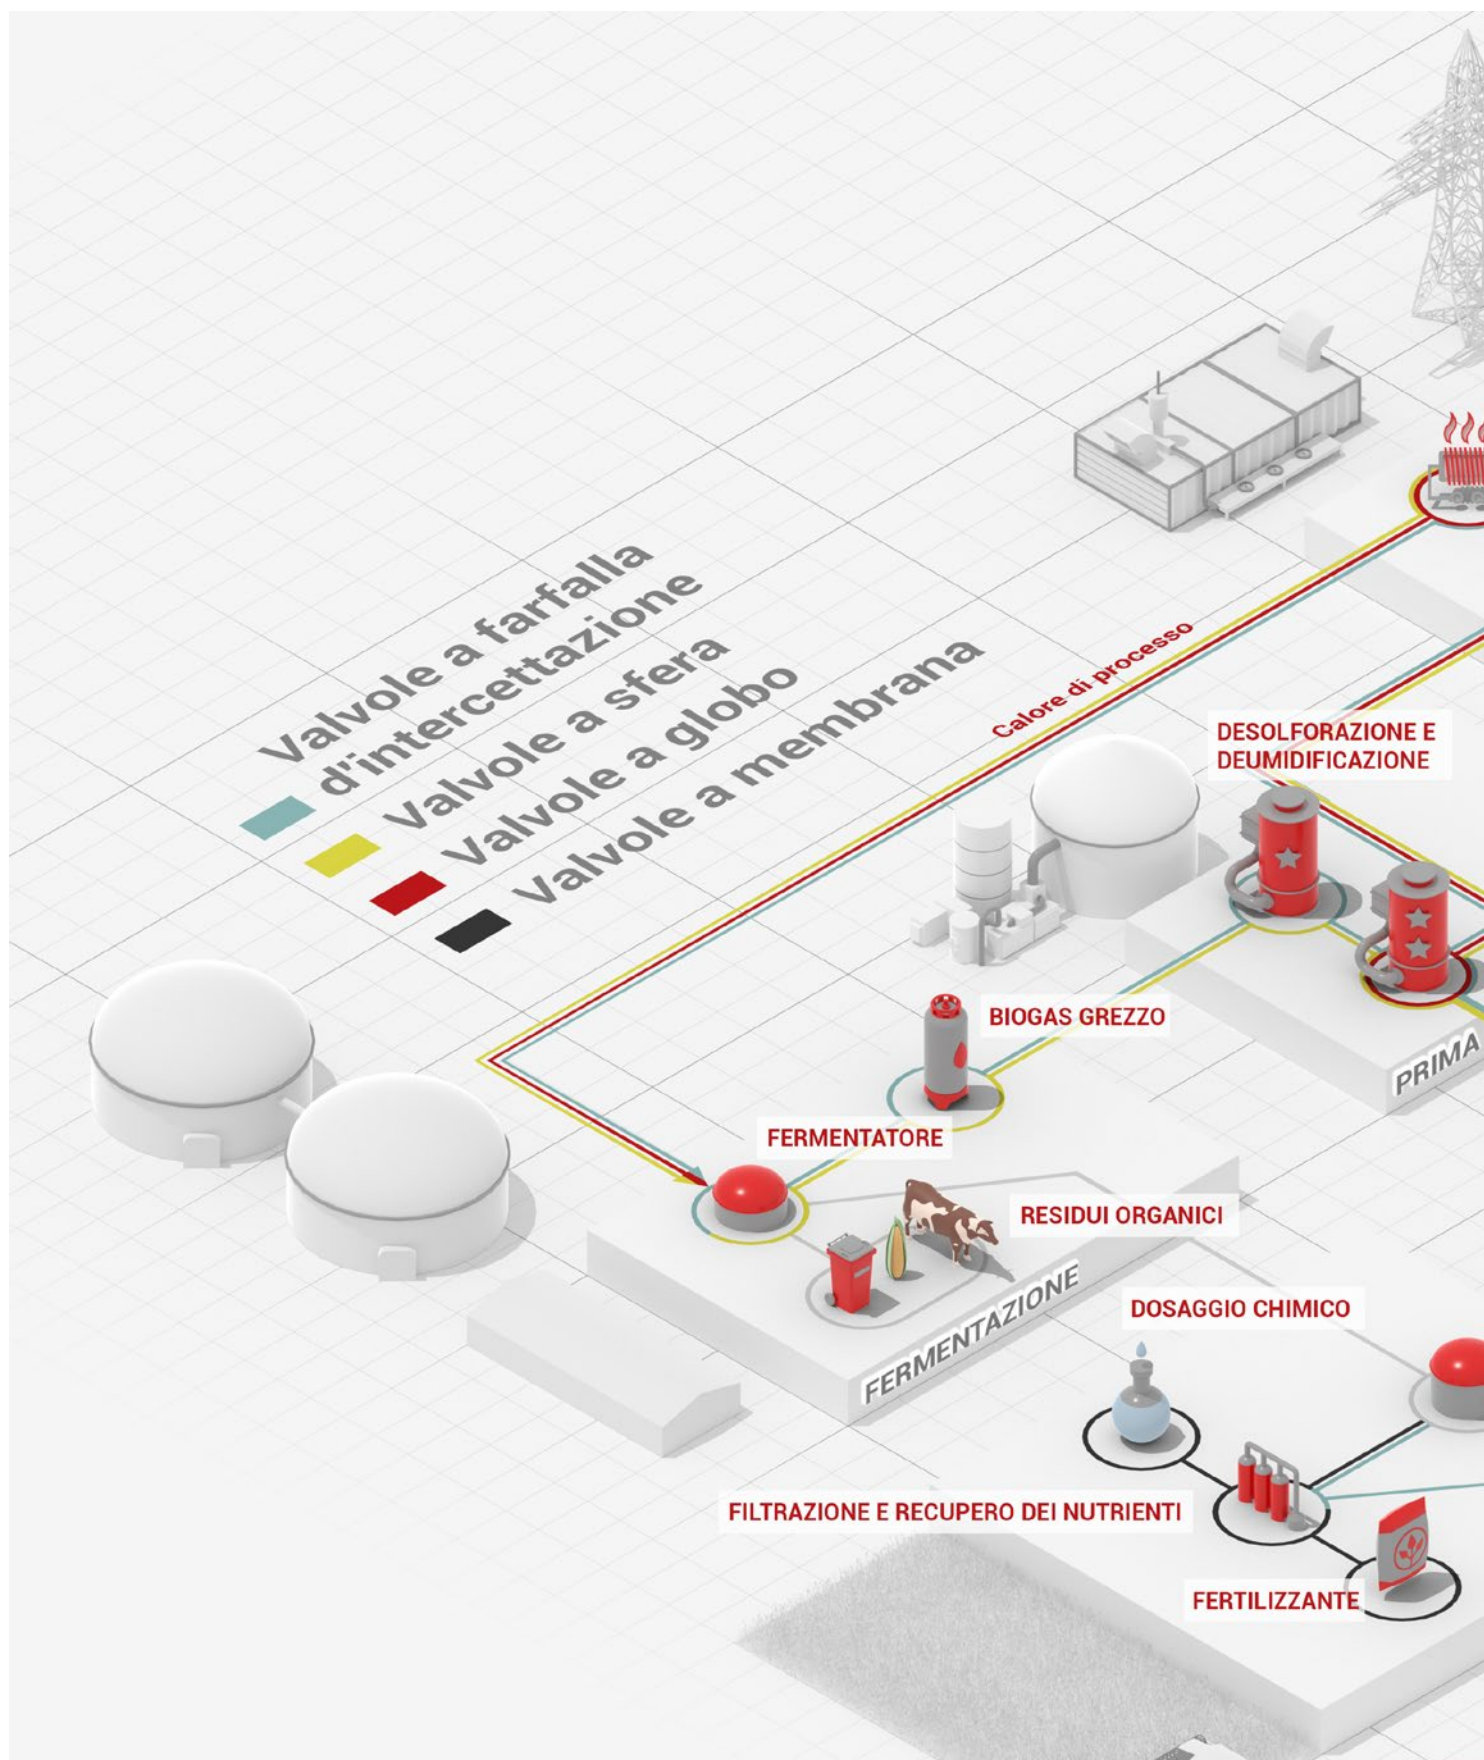 Valvole a farfalla
d'intercettazione
Valvole a sfera
Valvole a globo
Valvole a membrana
Calore di processo
DESOLFORAZIONE E
DEUMIDIFICAZIONE
BIOGAS GREZZO
PRIMA
FERMENTATORE
RESIDUI ORGANICI
FERMENTAZIONE
DOSAGGIO CHIMICO
FILTRAZIONE E RECUPERO DEI NUTRIENTI
FERTILIZZANTE